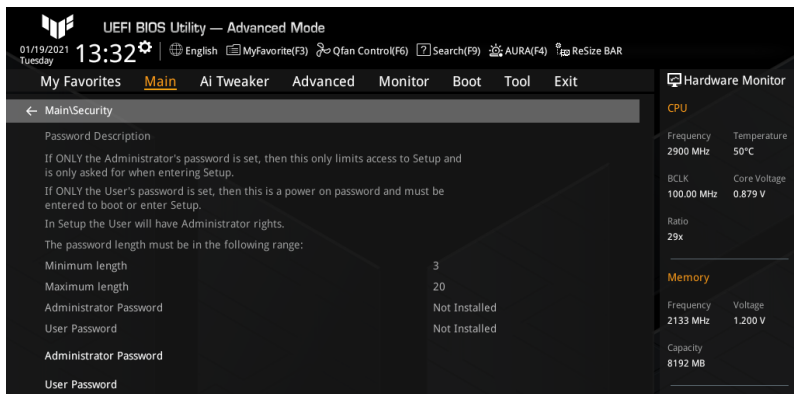 UEFI BIOS Utility — Advanced Mode
01/19/2021 Tuesday 13:32 English MyFavorite(F3) Qfan Control(F6) ? Search(F9) AURA(F4) ReSize BAR
My Favorites Main Ai Tweaker Advanced Monitor Boot Tool Exit
← Main\Security
Password Description
If ONLY the Administrator's password is set, then this only limits access to Setup and
is only asked for when entering Setup.
If ONLY the User's password is set, then this is a power on password and must be
entered to boot or enter Setup.
In Setup the User will have Administrator rights.
The password length must be in the following range:
Minimum length 3
Maximum length 20
Administrator Password Not Installed
User Password Not Installed
Administrator Password
User Password
Hardware Monitor
CPU
Frequency Temperature
2900 MHz 50°C
BCLK Core Voltage
100.00 MHz 0.879 V
Ratio
29x
Memory
Frequency Voltage
2133 MHz 1.200 V
Capacity
8192 MB